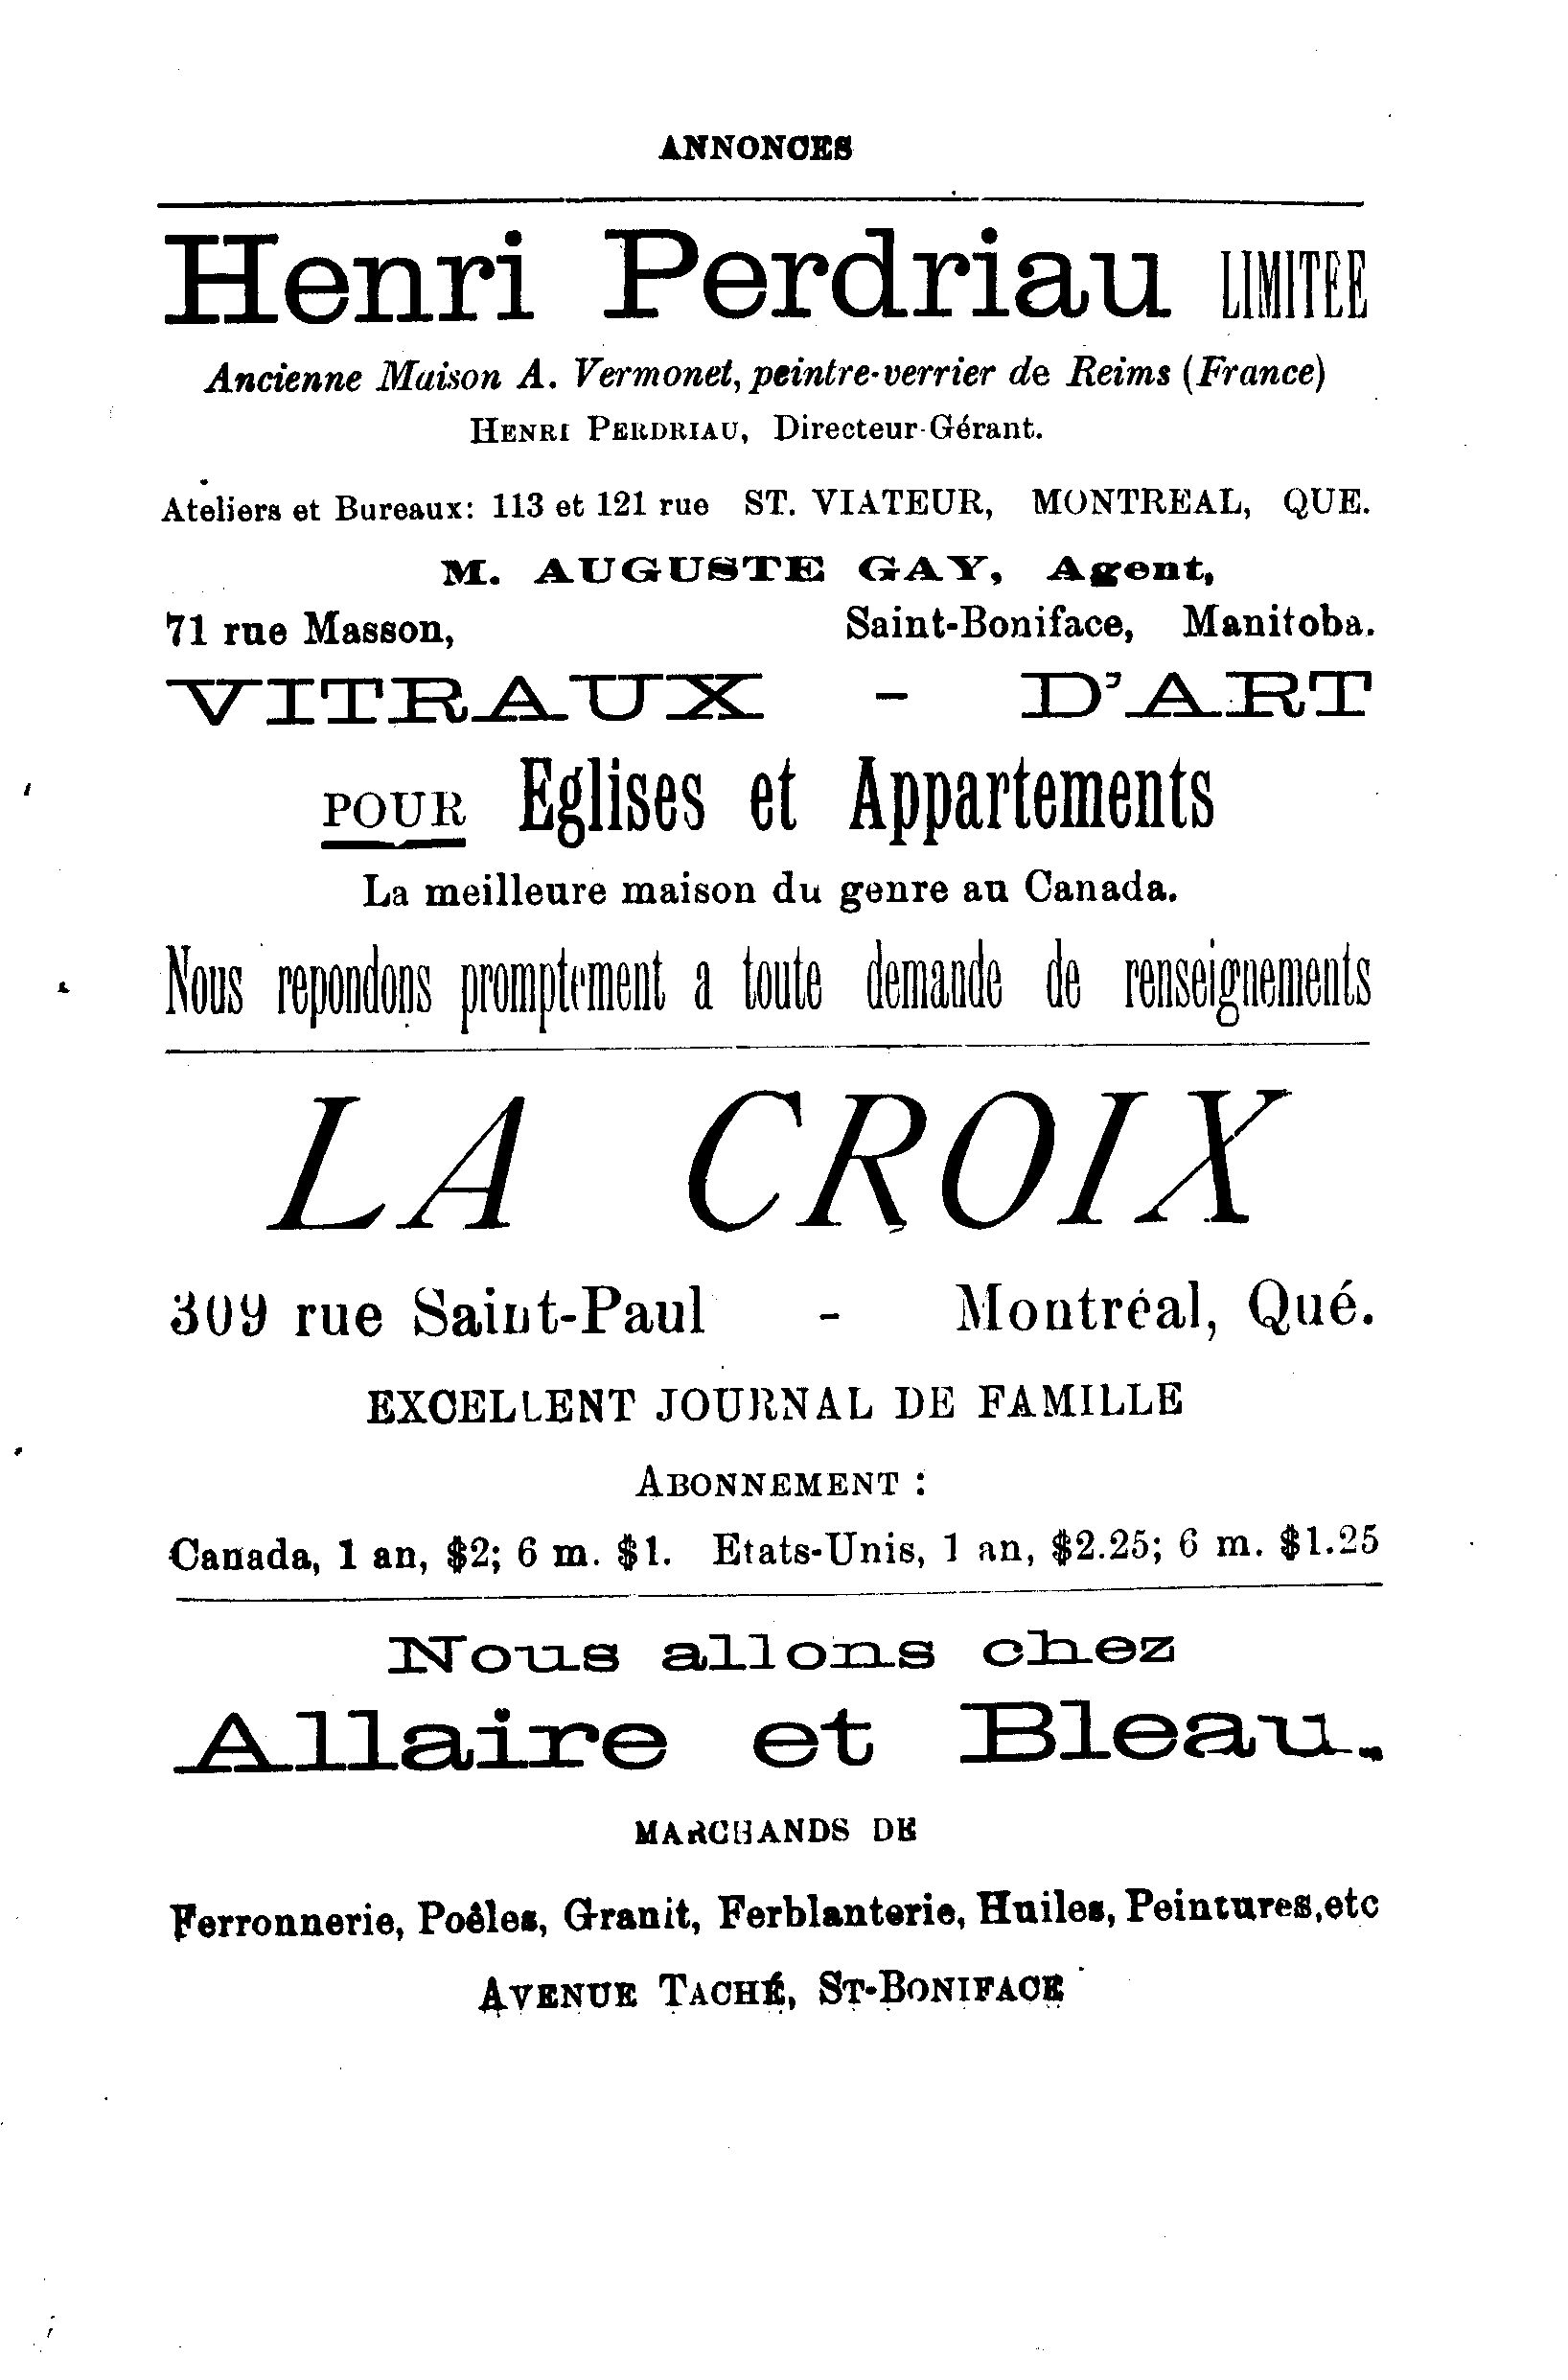 ANNONCES
Henri Perdriau LIMITEE
Ancienne Maison A. Vermonet, peintre-verrier de Reims (France)
HENRI PERDRIAU, Directeur-Gérant.
Ateliers et Bureaux: 113 et 121 rue ST. VIATEUR, MONTREAL, QUE.
M. AUGUSTE GAY, Agent,
71 rue Masson, Saint-Boniface, Manitoba.
VITRAUX - D'ART
POUR Eglises et Appartements
La meilleure maison du genre au Canada.
Nous repondons promptement a toute demande de renseignements
LA CROIX
309 rue Saint-Paul - Montréal, Qué.
EXCELLENT JOURNAL DE FAMILLE
ABONNEMENT :
Canada, 1 an, $2; 6 m. $1. Etats-Unis, 1 an, $2.25; 6 m. $1.25
Nous allons chez
Allaire et Bleau.
MARCHANDS DE
Ferronnerie, Poêles, Granit, Ferblanterie, Huiles, Peintures,etc
AVENUE TACHÉ, ST-BONIFACE